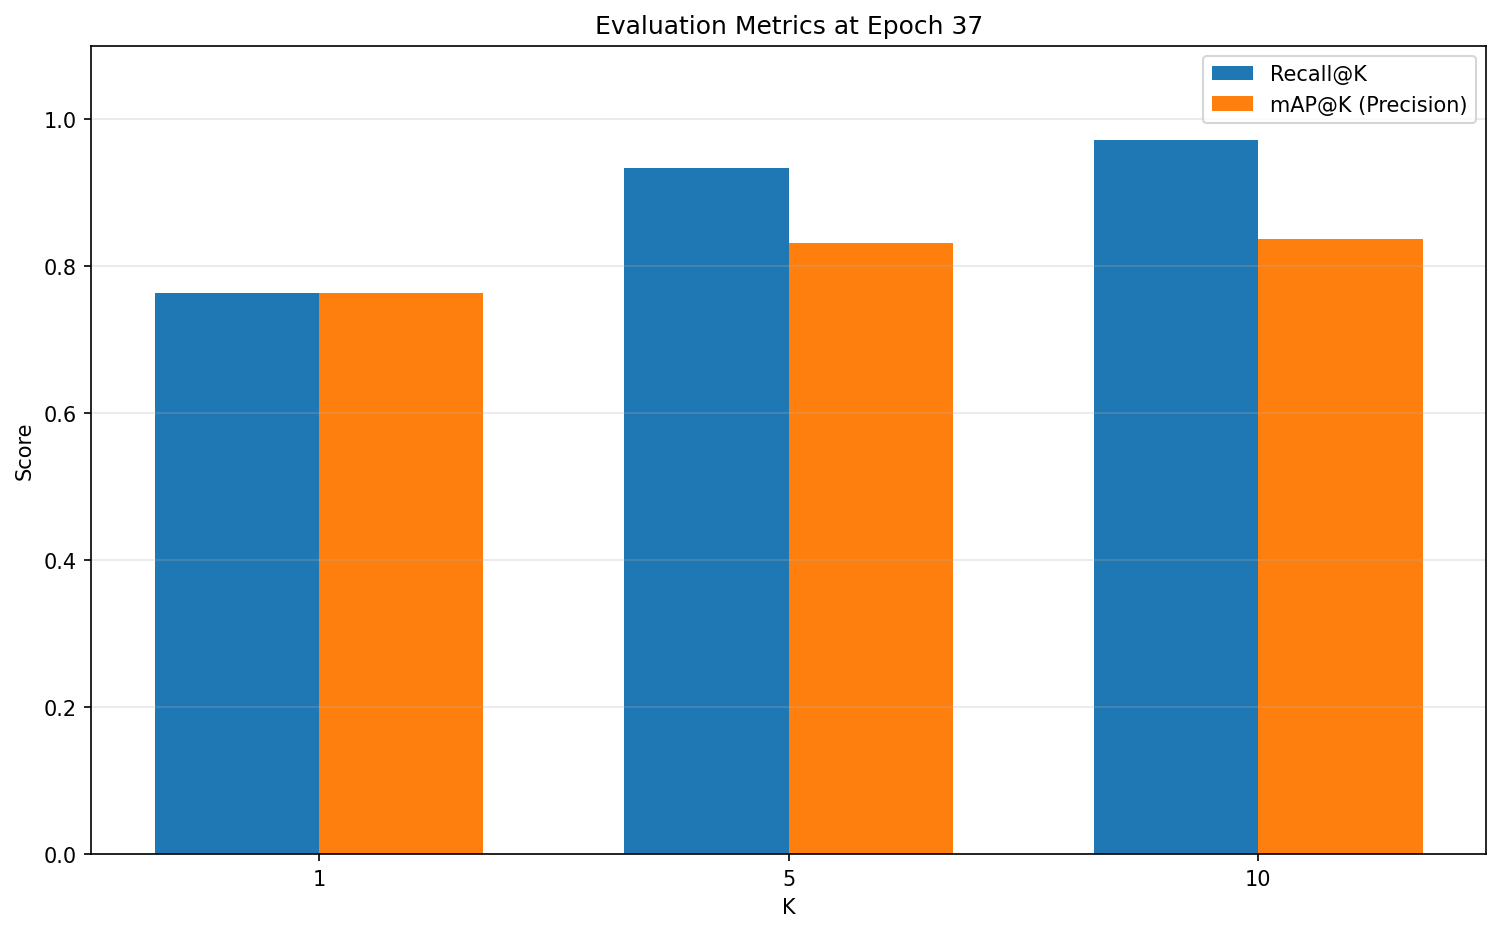 Evaluation Metrics at Epoch 37
Recall@K
mAP@K (Precision)
1.0
0.8
0.6
0.4
0.2
0.0
Score
1 5 10
K